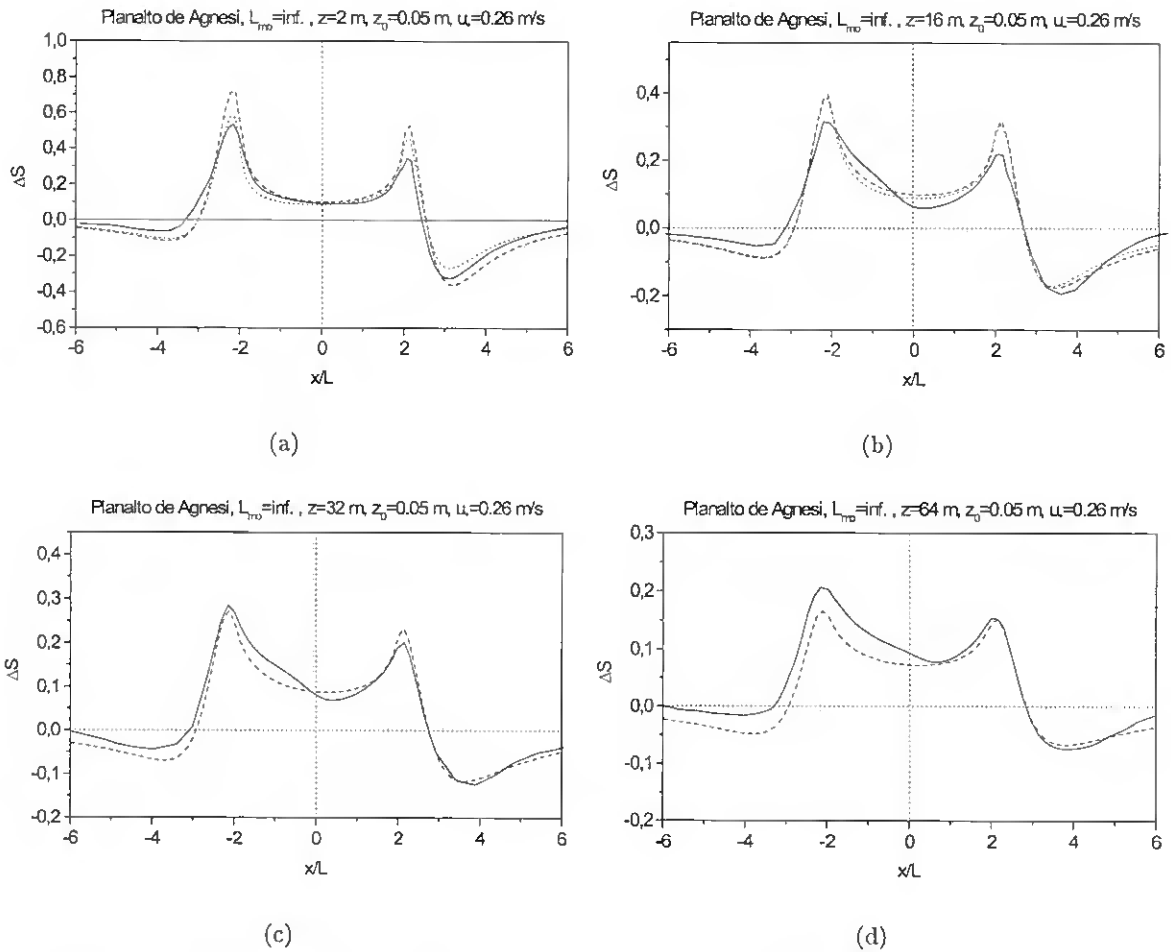 Planalto de Agnesi, L_mo=inf. , z=2 m, z_0=0.05 m, u_*=0.26 m/s
1,0
0,8
0,6
0,4
0,2
0,0
-0,2
-0,4
-0,6
ΔS
-6 -4 -2 0 2 4 6
x/L
(a)
Planalto de Agnesi, L_mo=inf. , z=16 m, z_0=0.05 m, u_*=0.26 m/s
0,4
0,2
0,0
-0,2
ΔS
-6 -4 -2 0 2 4 6
x/L
(b)
Planalto de Agnesi, L_mo=inf. , z=32 m, z_0=0.05 m, u_*=0.26 m/s
0,4
0,3
0,2
0,1
0,0
-0,1
-0,2
ΔS
-6 -4 -2 0 2 4 6
x/L
(c)
Planalto de Agnesi, L_mo=inf. , z=64 m, z_0=0.05 m, u_*=0.26 m/s
0,3
0,2
0,1
0,0
-0,1
-0,2
ΔS
-6 -4 -2 0 2 4 6
x/L
(d)